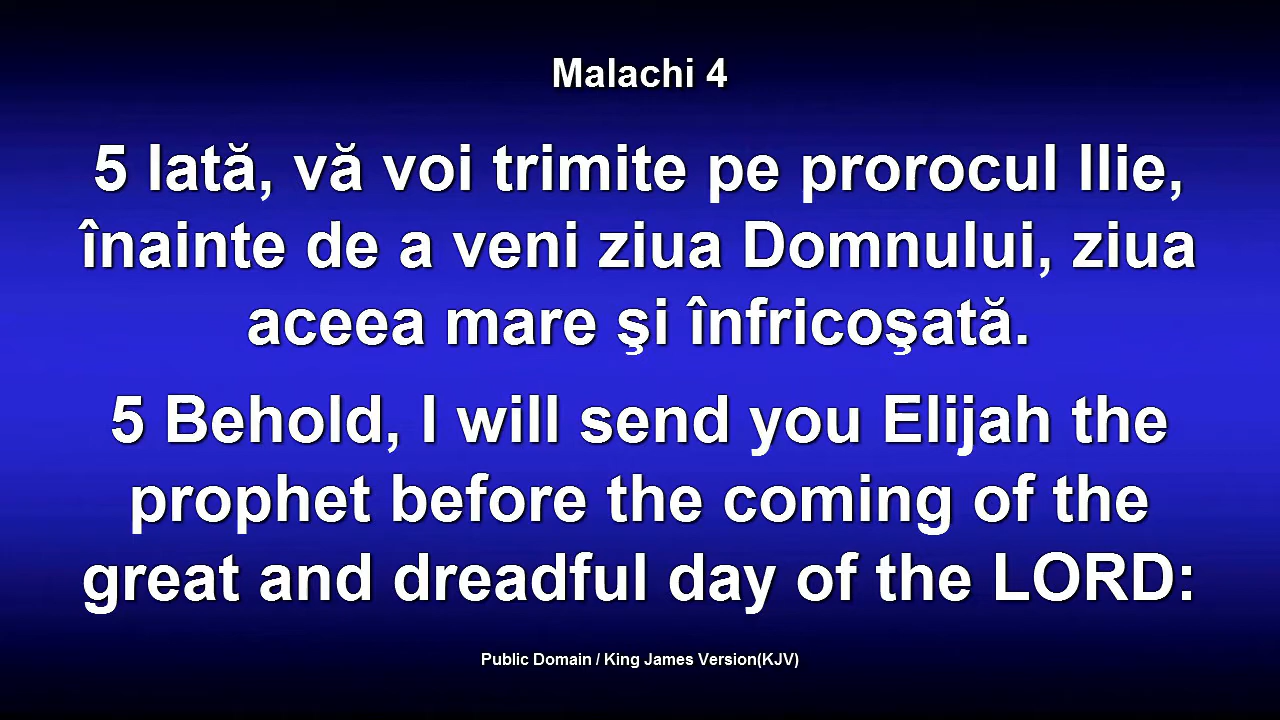 Malachi 4
5 Iată, vă voi trimite pe prorocul Ilie,
înainte de a veni ziua Domnului, ziua
aceea mare şi înfricoşată.
5 Behold, I will send you Elijah the
prophet before the coming of the
great and dreadful day of the LORD:
Public Domain / King James Version(KJV)